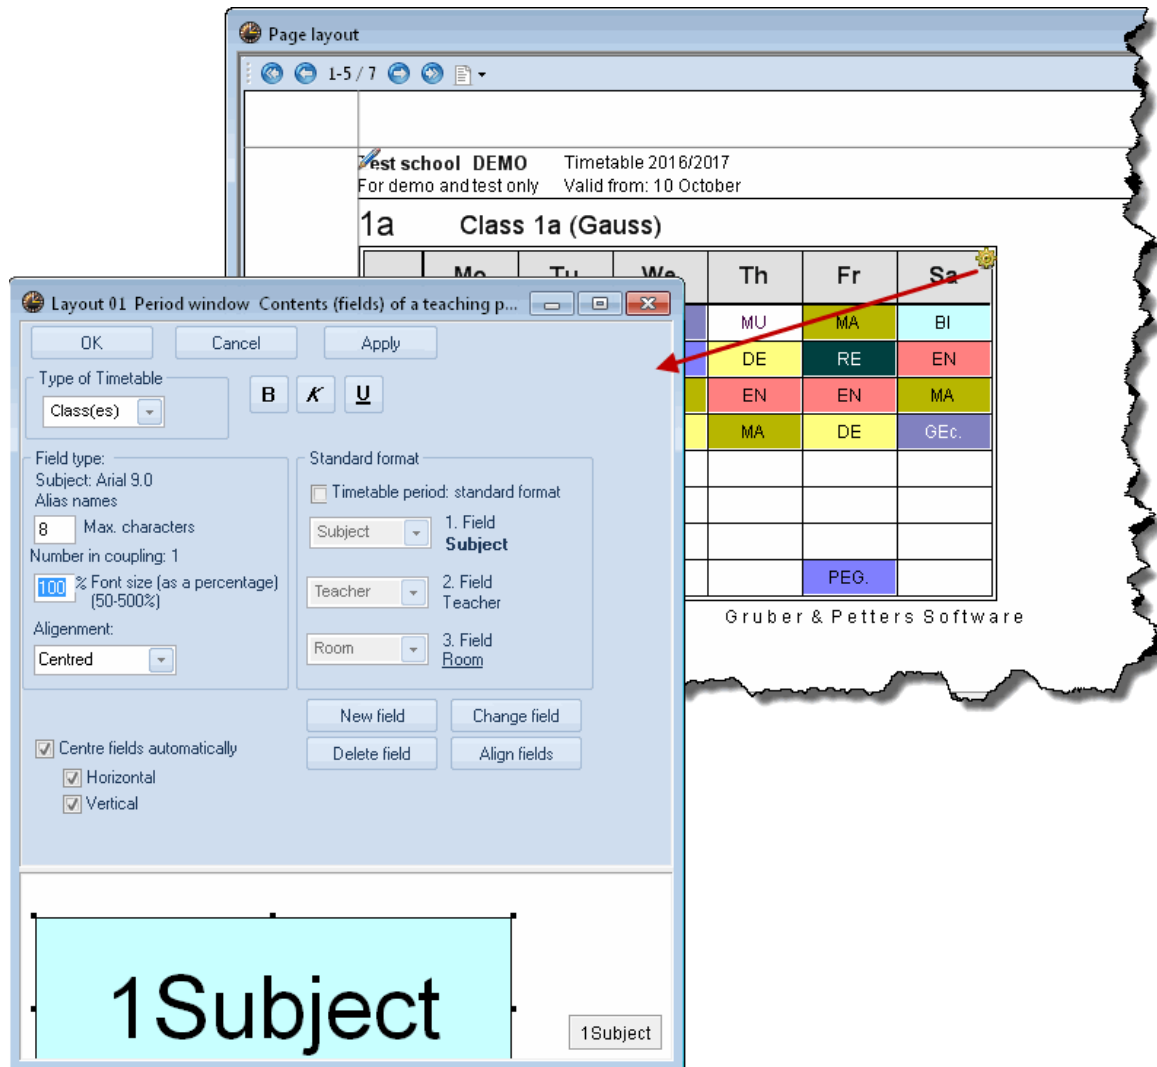 Page layout
1-5 / 7
Test school DEMO Timetable 2016/2017
For demo and test only Valid from: 10 October
1a Class 1a (Gauss)
Mo Tu We Th Fr Sa
MU MA BI
DE RE EN
EN EN MA
MA DE GEc.
PEG.
Gruber & Petters Software
Layout 01 Period window Contents (fields) of a teaching p...
OK Cancel Apply
Type of Timetable
Class(es)
B K U
Field type:
Subject: Arial 9.0
Alias names
8 Max. characters
Number in coupling: 1
100 % Font size (as a percentage)
(50-500%)
Aligenment:
Centred
Standard format
Timetable period: standard format
Subject 1. Field
Subject
Teacher 2. Field
Teacher
Room 3. Field
Room
New field Change field
Delete field Align fields
Centre fields automatically
Horizontal
Vertical
1Subject
1Subject